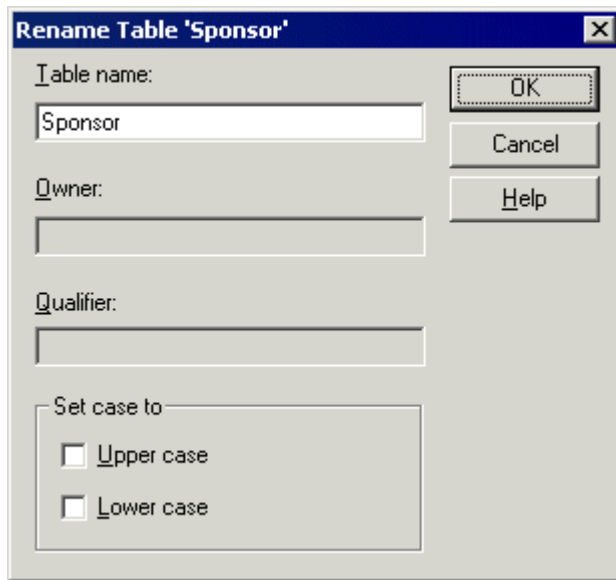 Rename Table 'Sponsor'
Table name:
Sponsor
OK
Cancel
Owner:
Help
Qualifier:
Set case to
Upper case
Lower case